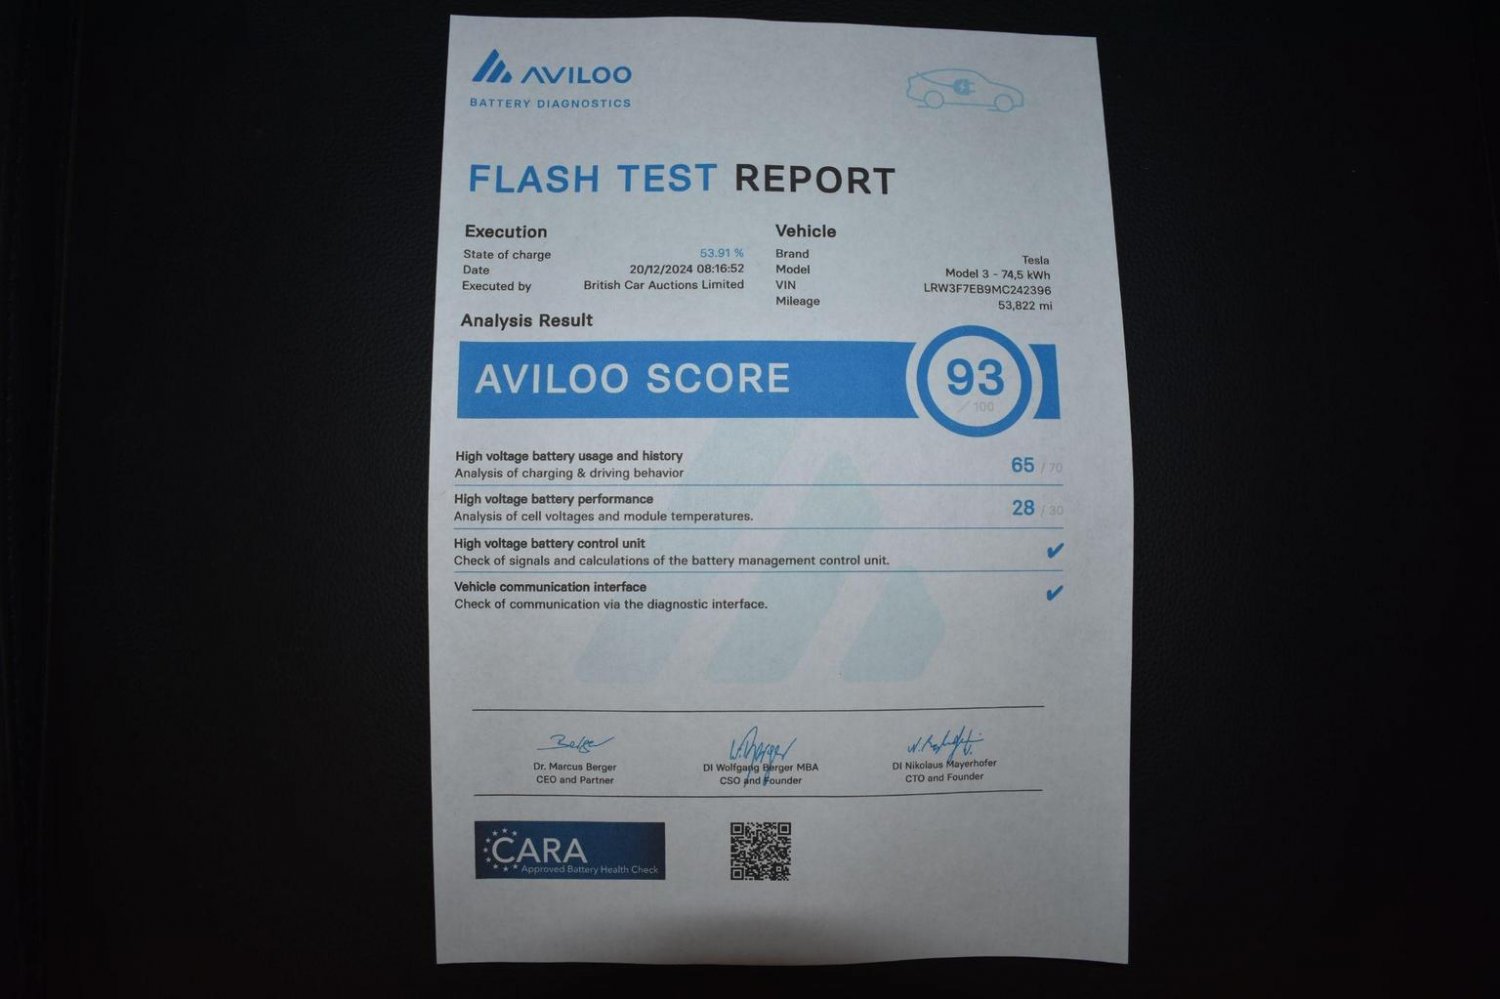 AVILOO
BATTERY DIAGNOSTICS
FLASH TEST REPORT
Execution
State of charge 53.91 %
Date 20/12/2024 08:16:52
Executed by British Car Auctions Limited
Vehicle
Brand Tesla
Model Model 3 - 74,5 kWh
VIN LRW3F7EB9MC242396
Mileage 53,822 mi
Analysis Result
AVILOO SCORE 93
/ 100
High voltage battery usage and history
Analysis of charging & driving behavior 65 / 70
High voltage battery performance
Analysis of cell voltages and module temperatures. 28 / 30
High voltage battery control unit
Check of signals and calculations of the battery management control unit. ✔
Vehicle communication interface
Check of communication via the diagnostic interface. ✔
Berger
Dr. Marcus Berger
CEO and Partner
W. Berger
DI Wolfgang Berger MBA
CSO and Founder
DI Nikolaus Mayerhofer
CTO and Founder
CARA
Approved Battery Health Check